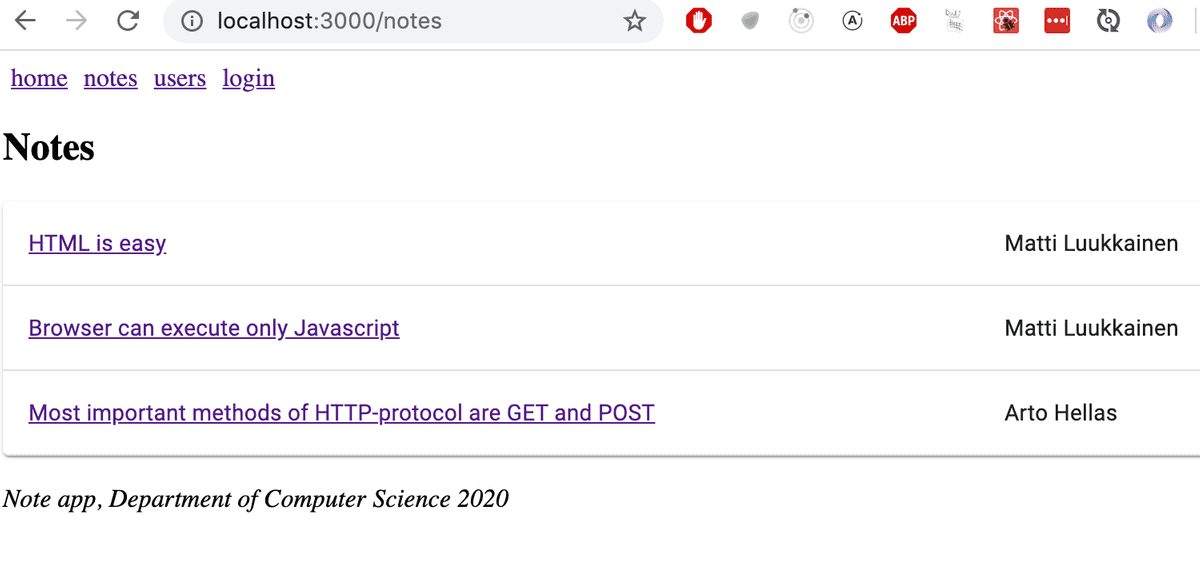 localhost:3000/notes
A
ABP
home notes users login
Notes
HTML is easy Matti Luukkainen
Browser can execute only Javascript Matti Luukkainen
Most important methods of HTTP-protocol are GET and POST Arto Hellas
Note app, Department of Computer Science 2020